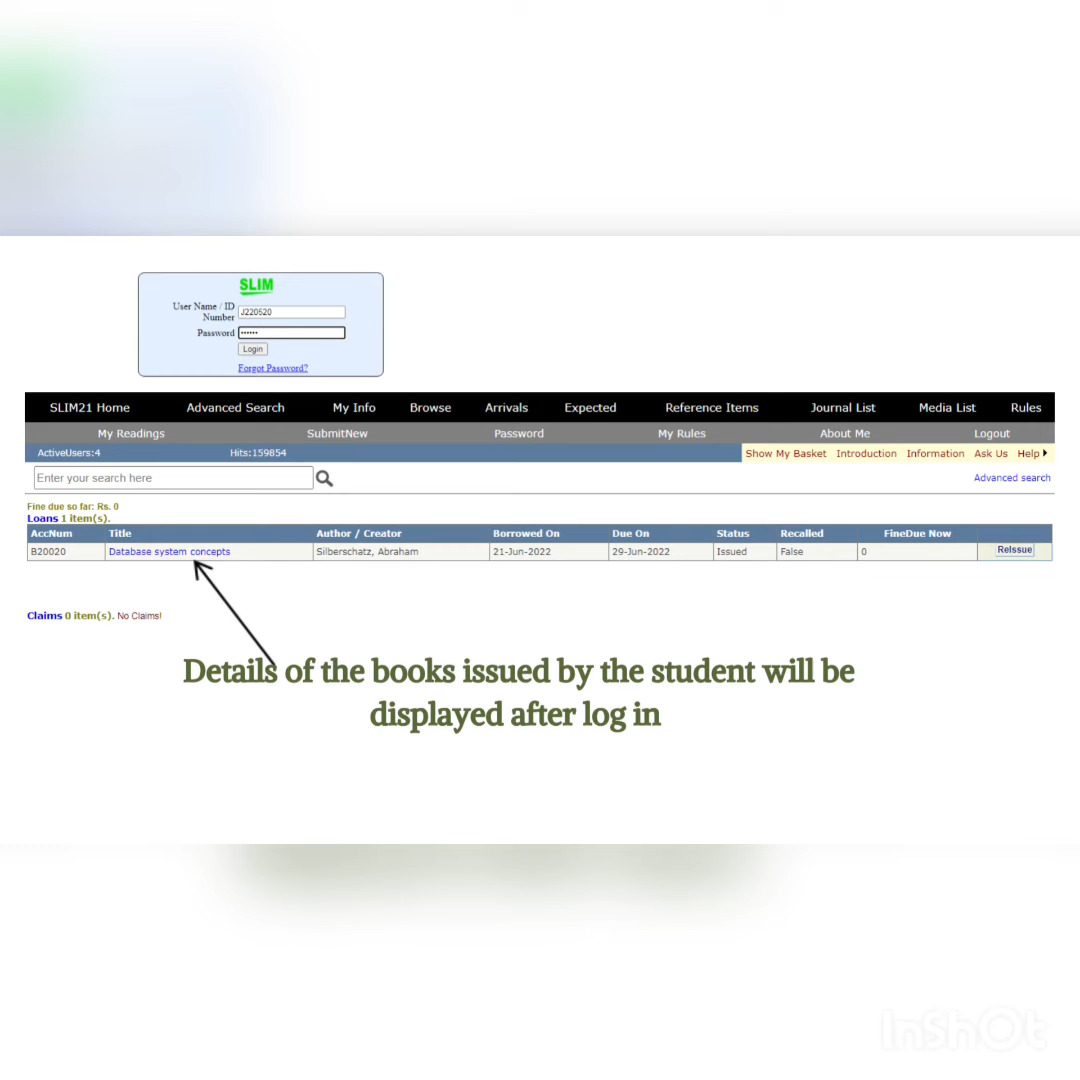 SLIM
User Name / ID
Number
J220520
Password ••••••
Login
Forgot Password?
SLIM21 Home Advanced Search My Info Browse Arrivals Expected Reference Items Journal List Media List Rules
My Readings SubmitNew Password My Rules About Me Logout
ActiveUsers:4 Hits:159854 Show My Basket Introduction Information Ask Us Help
Enter your search here Advanced search
Fine due so far: Rs. 0
Loans 1 item(s).
AccNum Title Author / Creator Borrowed On Due On Status Recalled FineDue Now
B20020 Database system concepts Silberschatz, Abraham 21-Jun-2022 29-Jun-2022 Issued False 0 ReIssue
Claims 0 item(s). No Claims!
Details of the books issued by the student will be
displayed after log in
InShOt